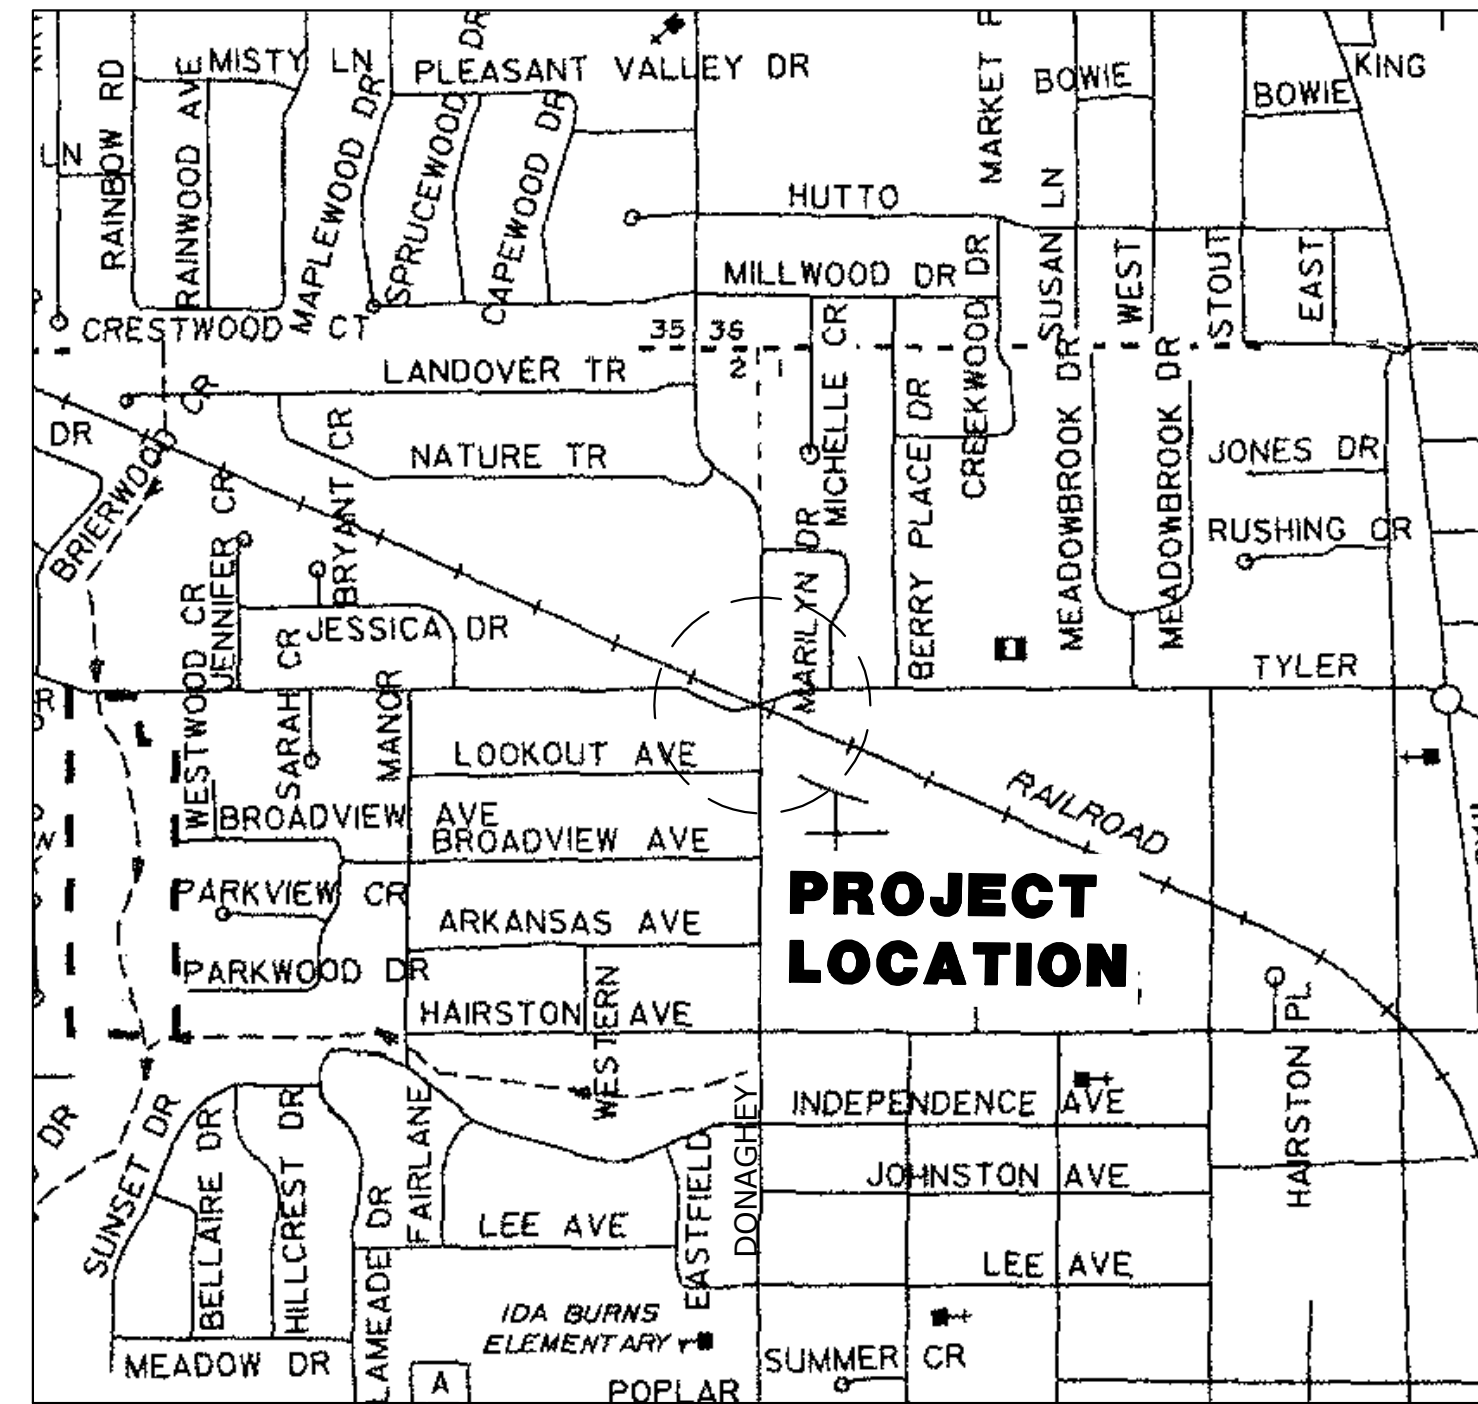 MISTY LN
PLEASANT VALLEY DR
KING
BOWIE
BOWIE
RAINBOW RD
RAINWOOD AVE
LN
MAPLEWOOD DR
SPRUCEWOOD DR
CAPEWOOD DR
MARKET P
HUTTO
SUSAN LN
WEST
STOUT
EAST
MILLWOOD DR
CREEKWOOD DR
CRESTWOOD CT
35 36
2 1
LANDOVER TR
MICHELLE CR
BERRY PLACE DR
MEADOWBROOK DR
MEADOWBROOK DR
DR
BRIERWOOD CR
NATURE TR
JONES DR
RUSHING CR
JENNIFER CR
BRYANT CR
WESTWOOD CR
JESSICA DR
SARAH CR
MANOR
MARILYN DR
TYLER
R
LOOKOUT AVE
RAILROAD
BROADVIEW AVE
BROADVIEW AVE
PARKVIEW CR
PROJECT
LOCATION
ARKANSAS AVE
PARKWOOD DR
HAIRSTON AVE
WESTERN
HAIRSTON PL
DR
SUNSET DR
BELLAIRE DR
HILLCREST DR
FAIRLANE
LAMEADE DR
EASTFIELD
DONAGHEY
INDEPENDENCE AVE
JOHNSTON AVE
LEE AVE
LEE AVE
IDA BURNS
ELEMENTARY
MEADOW DR
A
POPLAR
SUMMER CR